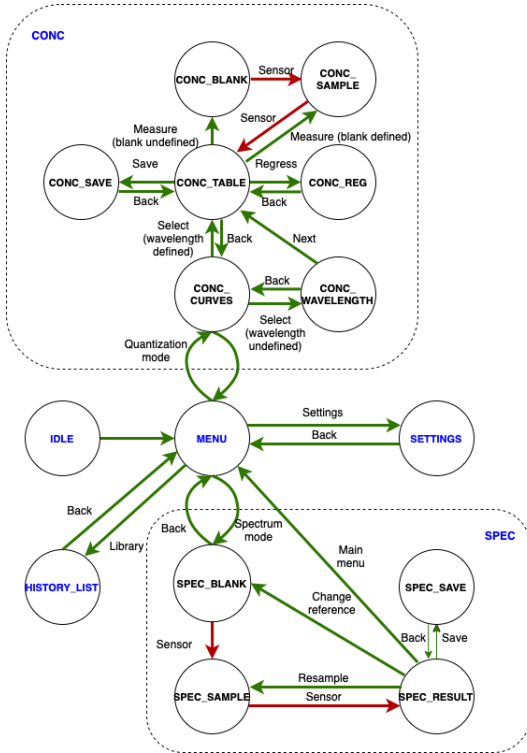 CONC
CONC_BLANK
Sensor
CONC_
SAMPLE
Sensor
Measure
(blank undefined)
Measure (blank defined)
Save
Regress
CONC_SAVE
CONC_TABLE
CONC_REG
Back
Back
Select
(wavelength
defined)
Back
Next
CONC_
CURVES
Back
CONC_
WAVELENGTH
Select
(wavelength
undefined)
Quantization
mode
IDLE
MENU
Settings
Back
SETTINGS
Back
Library
HISTORY_LIST
Back
Spectrum
mode
SPEC
Main
menu
SPEC_BLANK
Change
reference
SPEC_SAVE
Back
Save
Sensor
Resample
SPEC_SAMPLE
Sensor
SPEC_RESULT